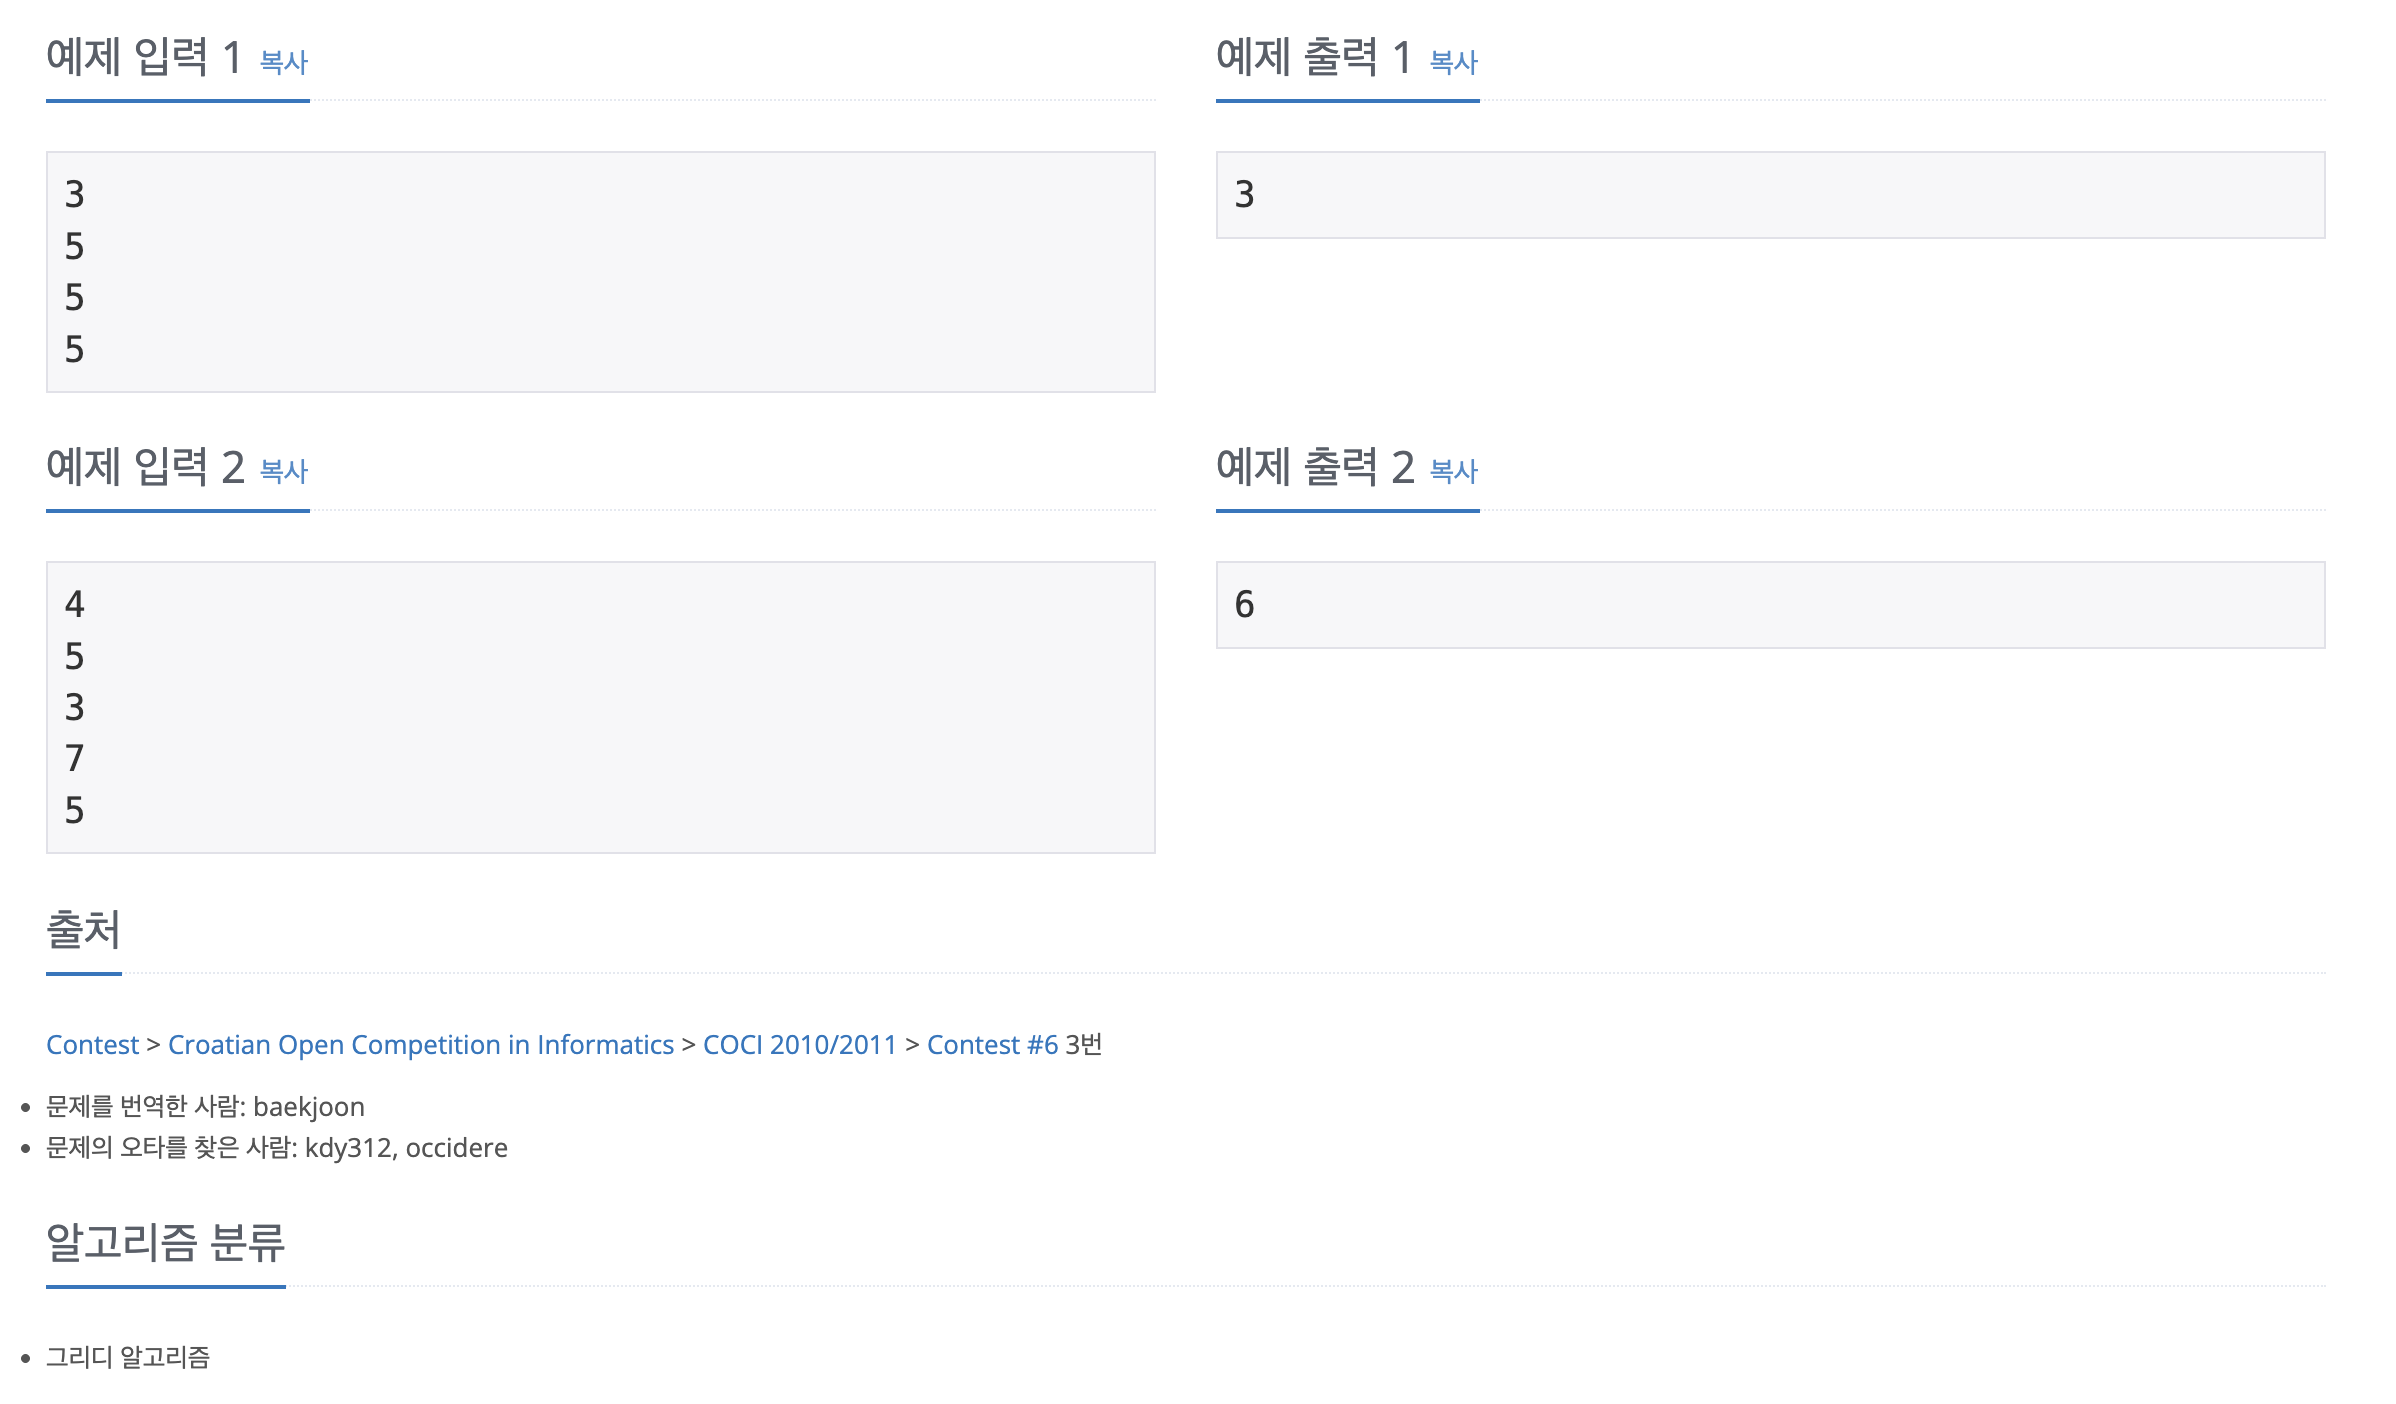 예제 입력 1 복사
3
5
5
5
예제 출력 1 복사
3
예제 입력 2 복사
4
5
3
7
5
예제 출력 2 복사
6
출처
Contest > Croatian Open Competition in Informatics > COCI 2010/2011 > Contest #6 3번
문제를 번역한 사람: baekjoon
문제의 오타를 찾은 사람: kdy312, occidere
알고리즘 분류
그리디 알고리즘